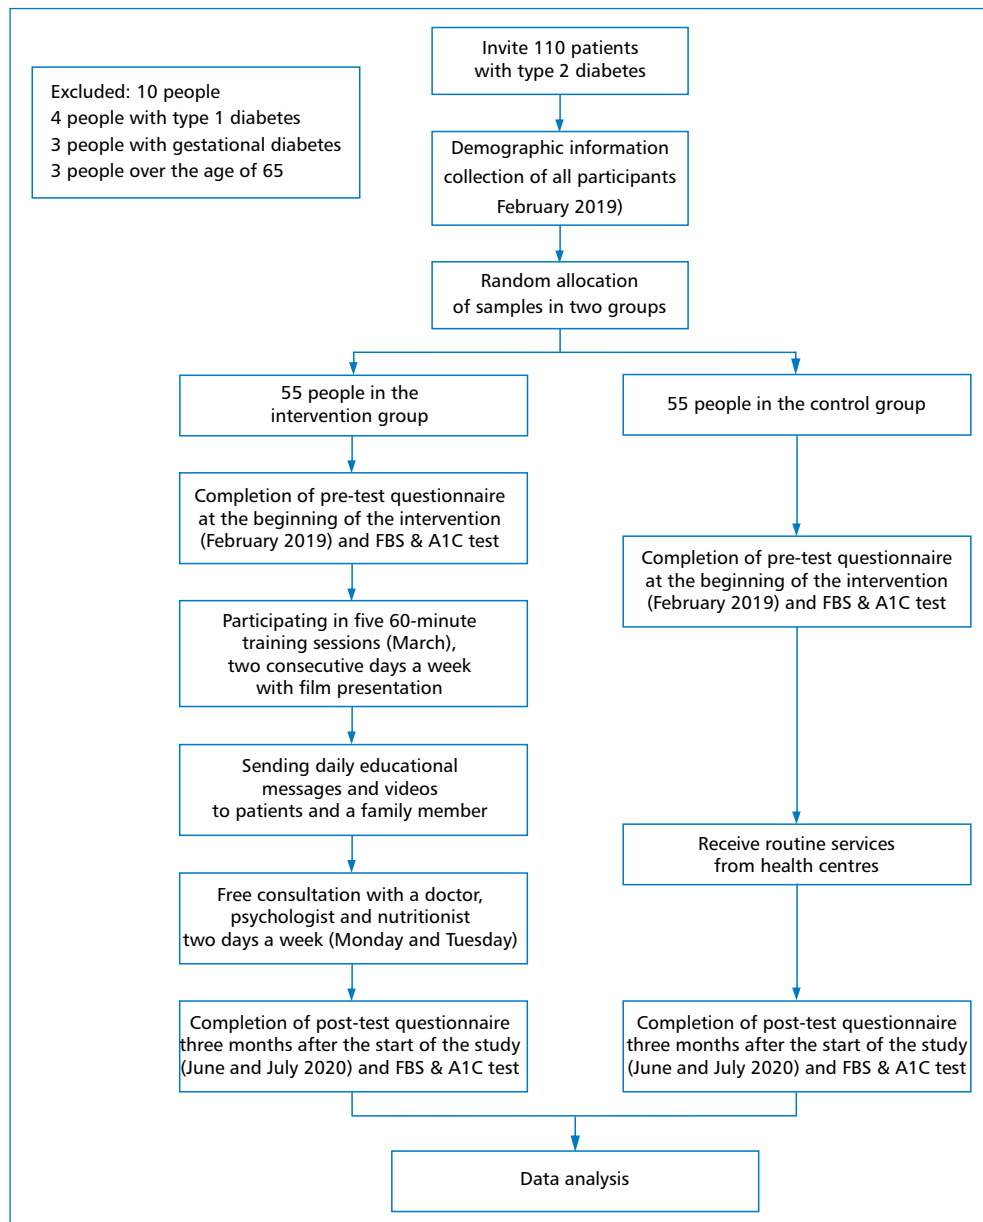 Invite 110 patients
with type 2 diabetes
Excluded: 10 people
4 people with type 1 diabetes
3 people with gestational diabetes
3 people over the age of 65
Demographic information
collection of all participants
February 2019)
Random allocation
of samples in two groups
55 people in the
intervention group
55 people in the control group
Completion of pre-test questionnaire
at the beginning of the intervention
(February 2019) and FBS & A1C test
Completion of pre-test questionnaire
at the beginning of the intervention
(February 2019) and FBS & A1C test
Participating in five 60-minute
training sessions (March),
two consecutive days a week
with film presentation
Sending daily educational
messages and videos
to patients and a family member
Receive routine services
from health centres
Free consultation with a doctor,
psychologist and nutritionist
two days a week (Monday and Tuesday)
Completion of post-test questionnaire
three months after the start of the study
(June and July 2020) and FBS & A1C test
Completion of post-test questionnaire
three months after the start of the study
(June and July 2020) and FBS & A1C test
Data analysis